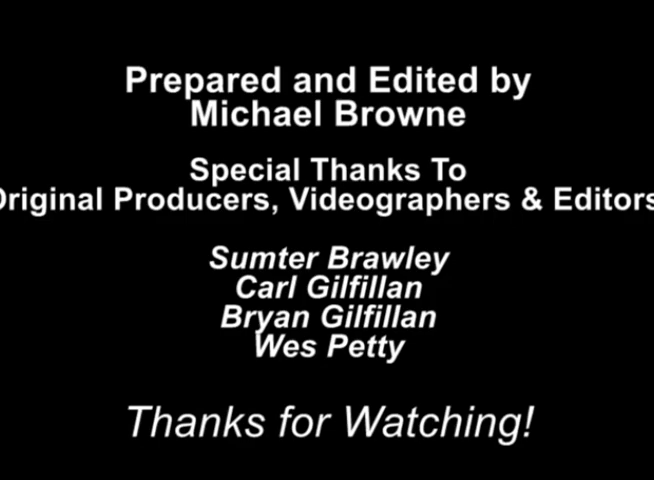 Prepared and Edited by
Michael Browne
Special Thanks To
Original Producers, Videographers & Editors
Sumter Brawley
Carl Gilfillan
Bryan Gilfillan
Wes Petty
Thanks for Watching!